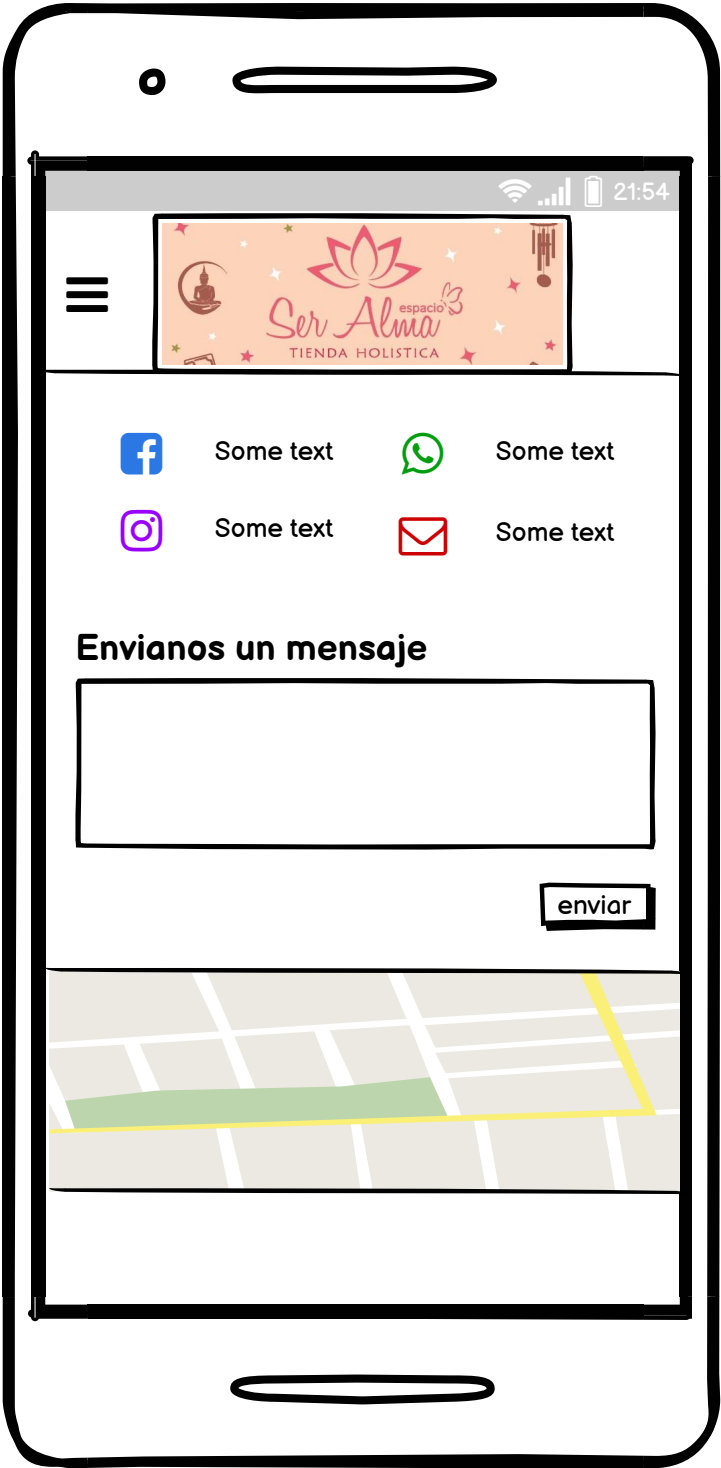 21:54
espacio
Ser Alma
TIENDA HOLISTICA
Some text
Some text
Some text
Some text
Envianos un mensaje
enviar